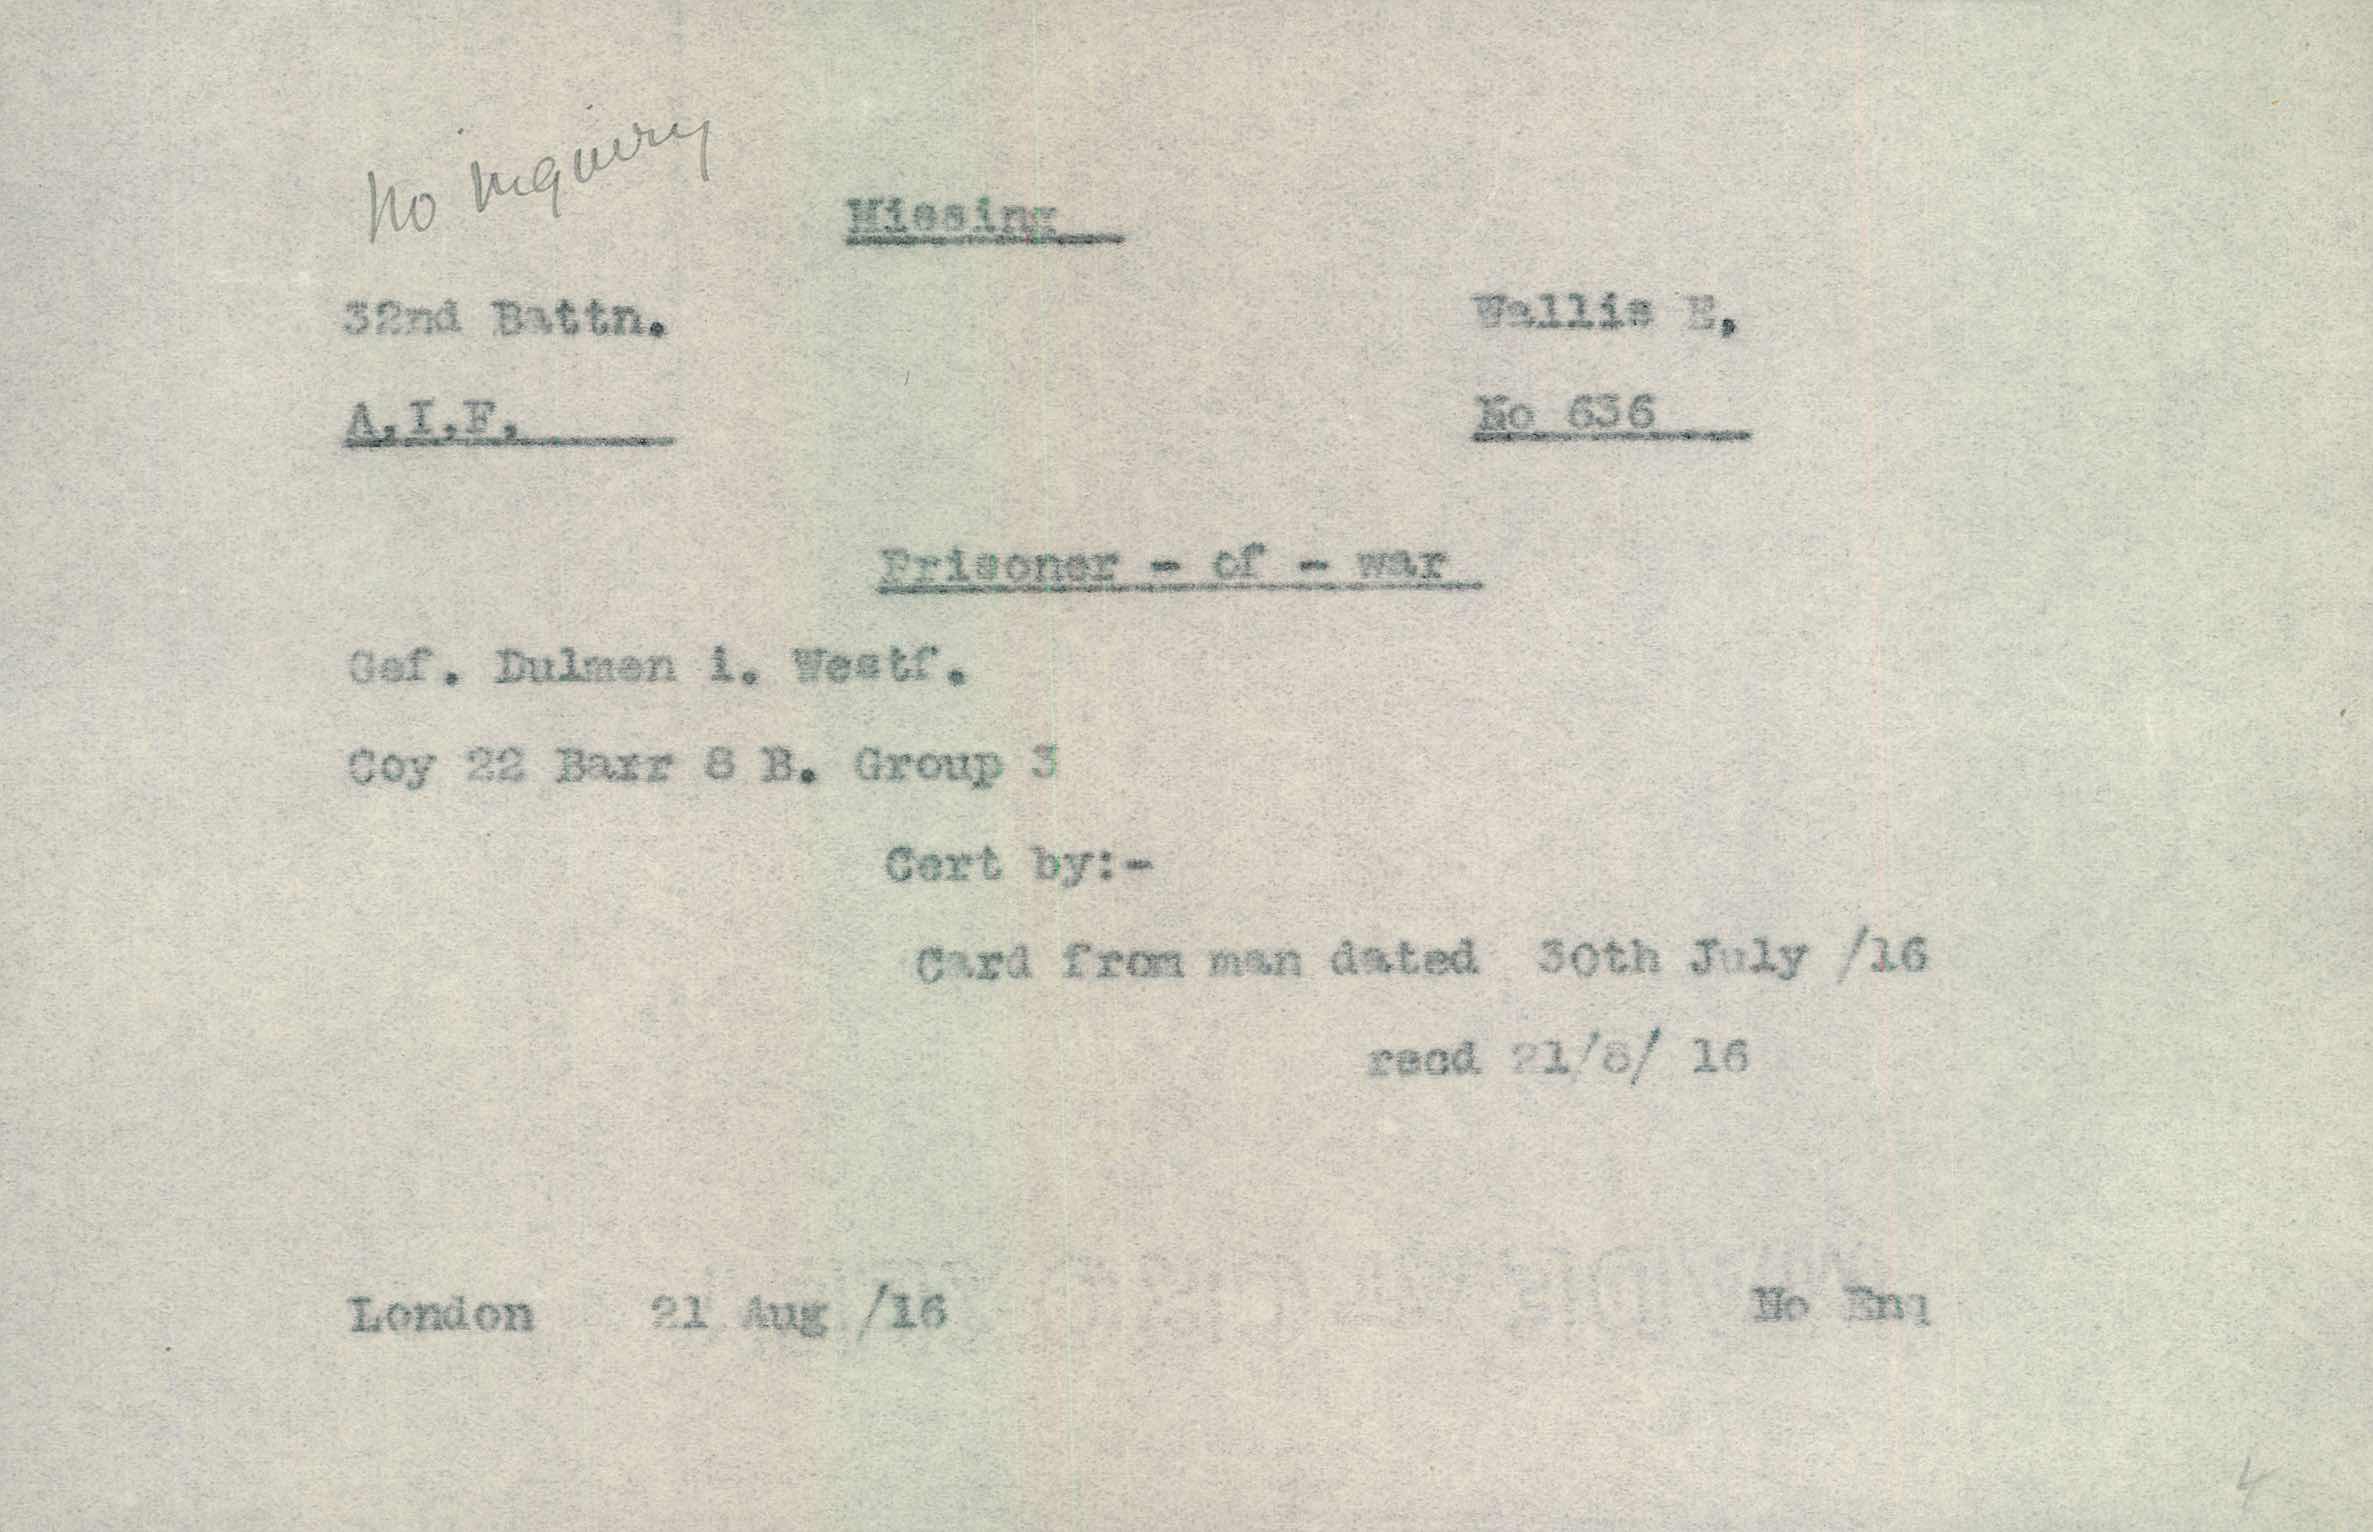 No inquiry
Missing
32nd Battn. Wallis E.
A.I.F. No 636
Prisoner - of - war
Gef. Dulmen i. Westf.
Coy 22 Barr 8 B. Group 3
Cert by:-
Card from man dated 30th July /16
recd 21/8/ 16
London 21 Aug /16 No Enq
4